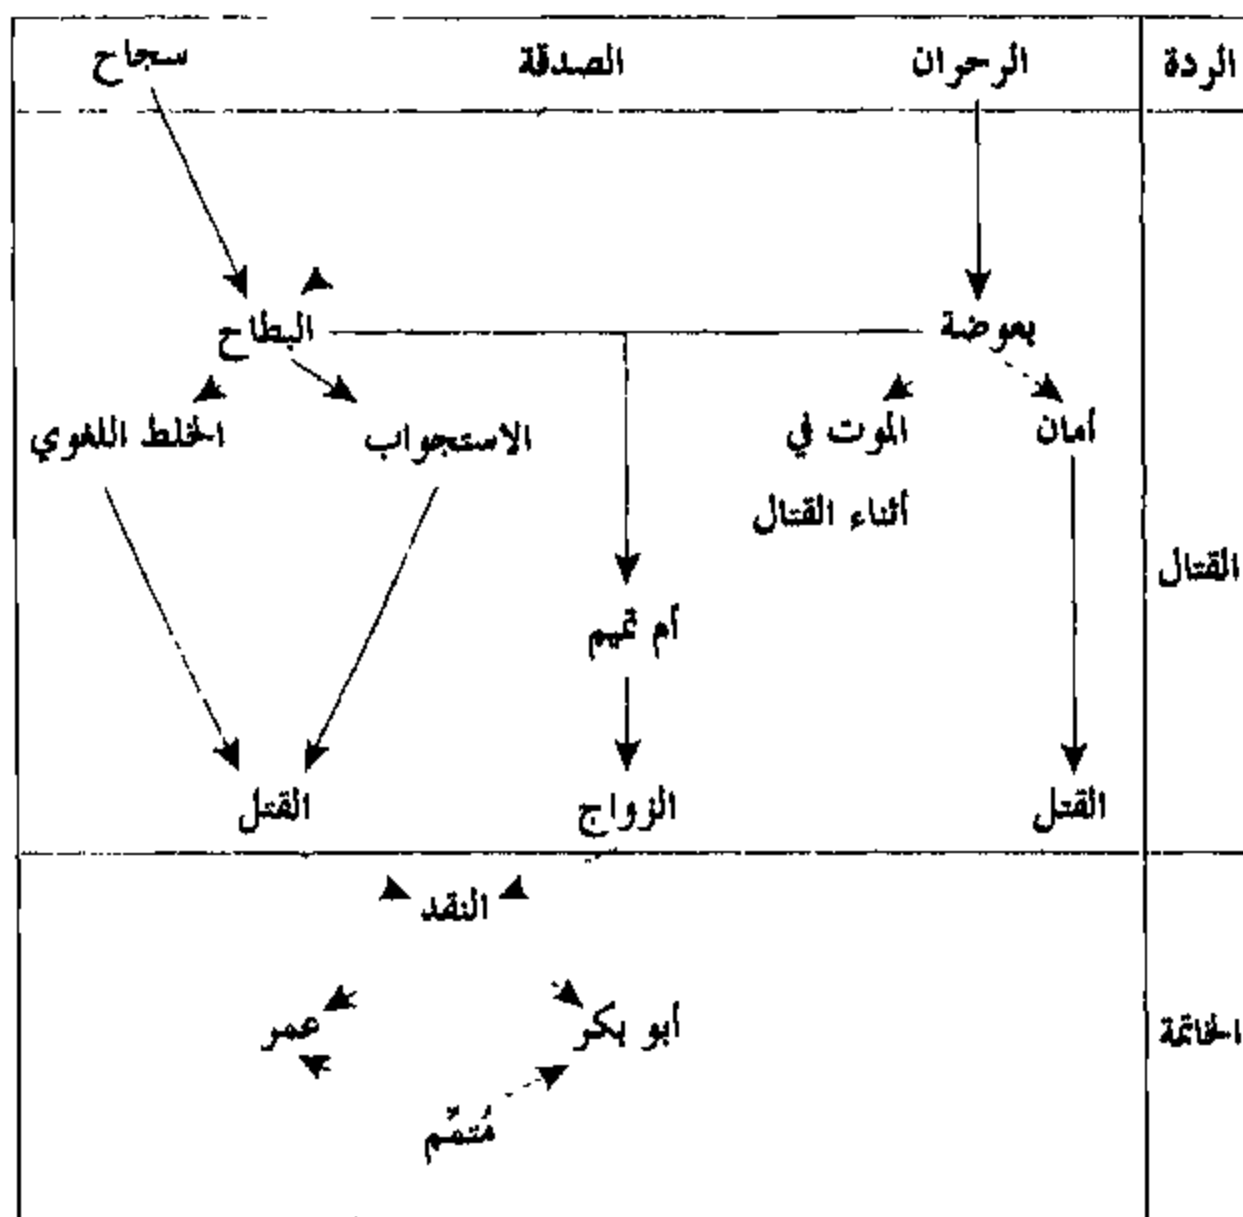 الردة الرحران الصدقة سجاح
بعوضة البطاح
أمان الموت في الاستجواب الخلط اللغوي
أثناء القتال
القتال
أم تميم
القتل الزواج القتل
النقد
الخاتمة أبو بكر عمر
مُتمِّم